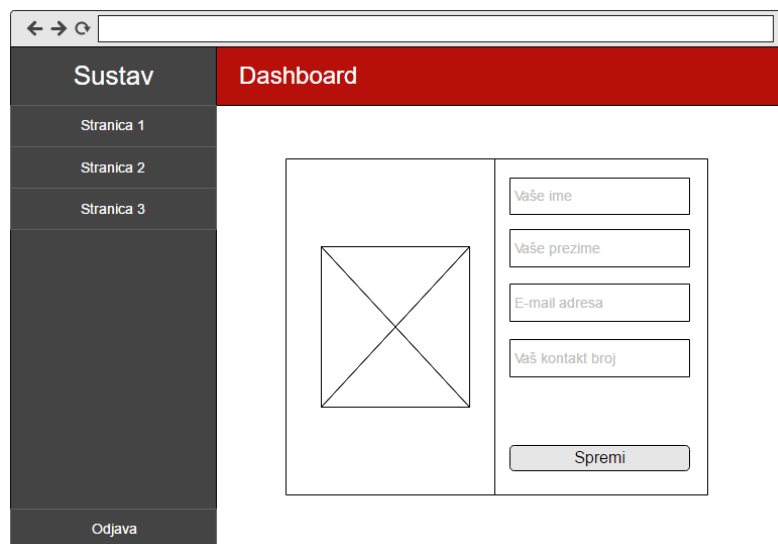 Sustav
Dashboard
Stranica 1
Stranica 2
Stranica 3
Odjava
Vaše ime
Vaše prezime
E-mail adresa
Vaš kontakt broj
Spremi